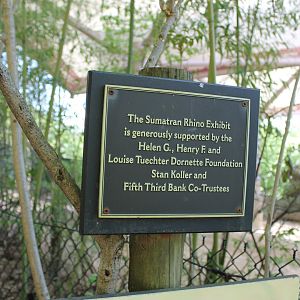 The Sumatran Rhino Exhibit
is generously supported by the
Helen G., Henry F. and
Louise Tuechter Dornette Foundation
Stan Koller and
Fifth Third Bank Co-Trustees